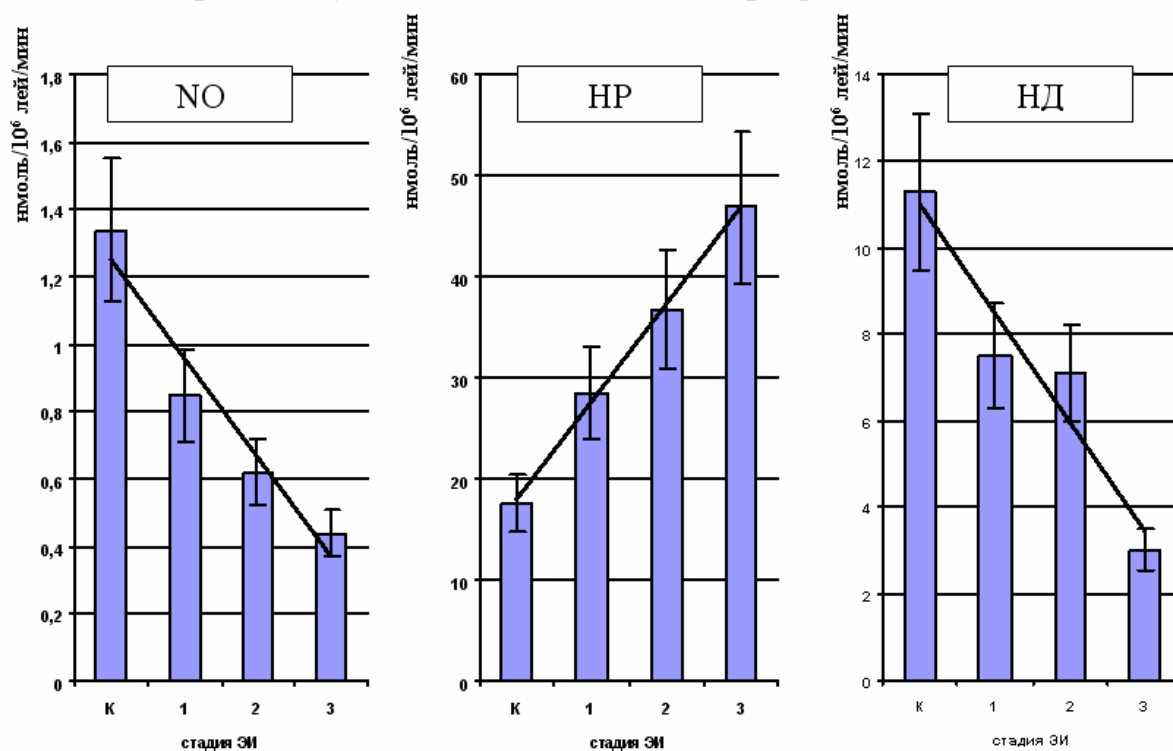 нмоль/10⁶ лей/мин
NO
1,8
1,6
1,4
1,2
1
0,8
0,6
0,4
0,2
0
К 1 2 3
стадия ЭИ
нмоль/10⁶ лей/мин
НР
60
50
40
30
20
10
0
К 1 2 3
стадия ЭИ
нмоль/10⁶ лей/мин
НД
14
12
10
8
6
4
2
0
К 1 2 3
стадия ЭИ